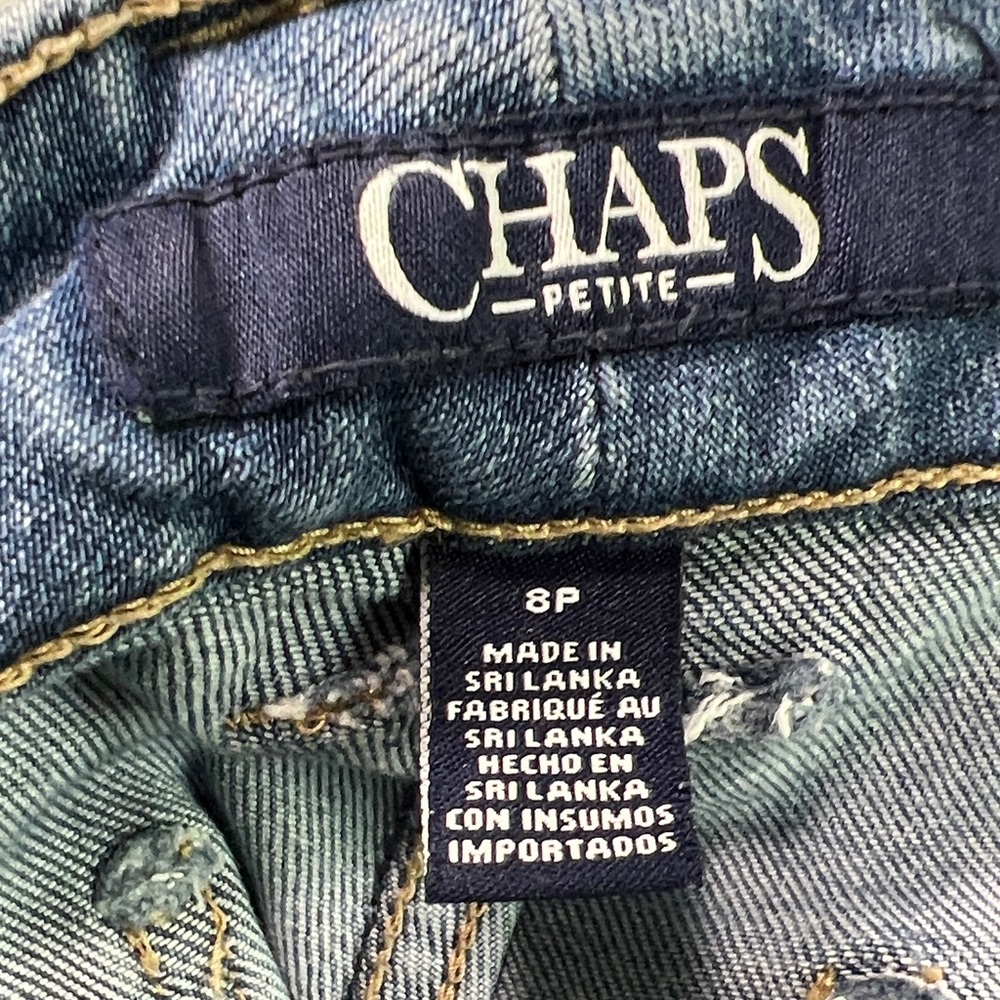 CHAPS
PETITE
8P
MADE IN
SRI LANKA
FABRIQUÉ AU
SRI LANKA
HECHO EN
SRI LANKA
CON INSUMOS
IMPORTADOS